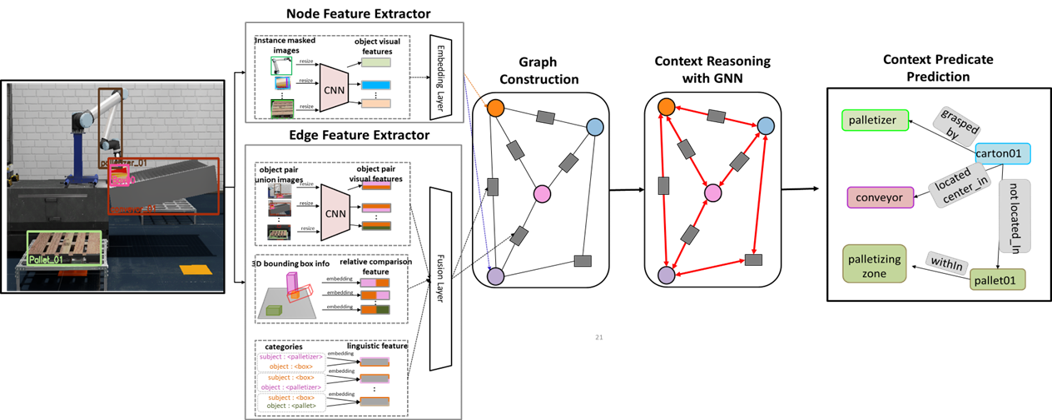 Node Feature Extractor
Instance masked
images
object visual
features
resize
resize
resize
CNN
Embedding Layer
Edge Feature Extractor
object pair
union images
object pair
visual features
resize
resize
resize
CNN
3D bounding box info
relative comparison
feature
embedding
embedding
embedding
categories
linguistic feature
subject : <palletizer>
object : <box>
subject : <box>
object : <palletizer>
subject : <box>
object : <pallet>
embedding
embedding
embedding
Fusion Layer
palletizer_01
Pallet_01
Graph
Construction
Context Reasoning
with GNN
Context Predicate
Prediction
palletizer
grasped
by
carton01
located
center_In
conveyor
not located_In
palletizing
zone
withIn
pallet01
21